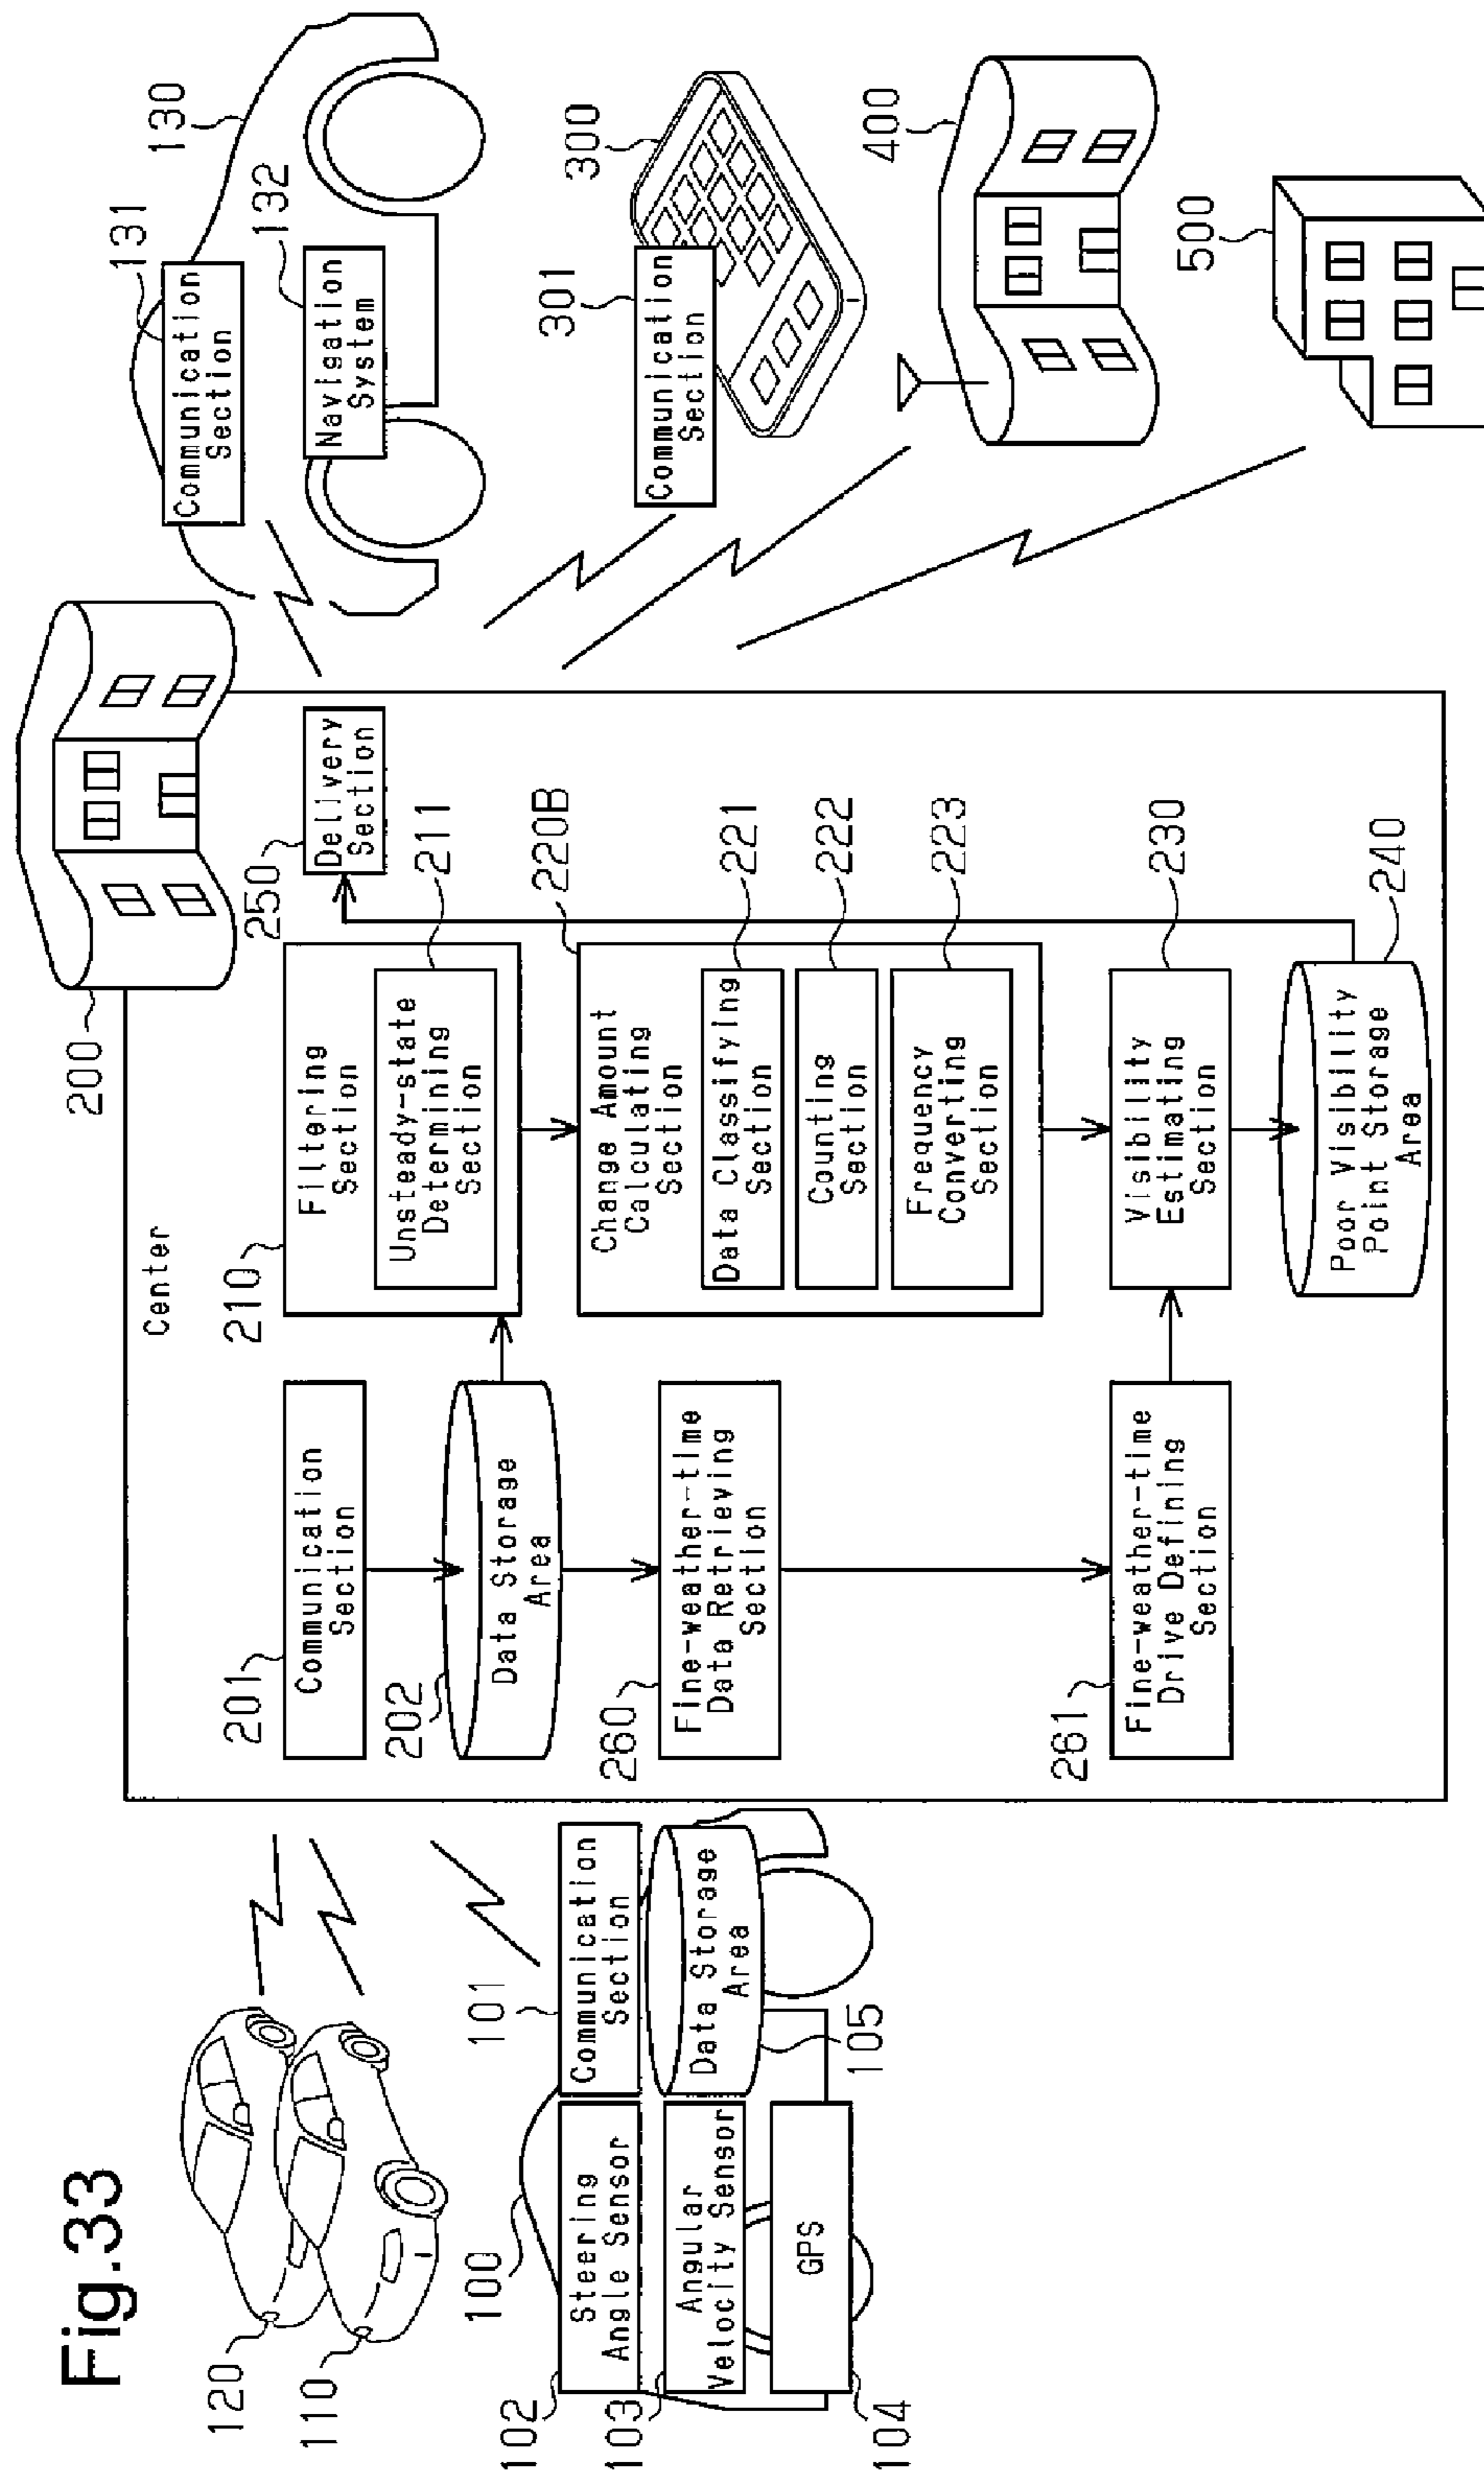 Fig.33
120
110
100
102
Steering
Angle Sensor
103
Angular
Velocity Sensor
104
GPS
101
Communication
Section
Data Storage
Area
105
200
Center
201
Communication
Section
202
Data Storage
Area
260
Fine-weather-time
Data Retrieving
Section
261
Fine-weather-time
Drive Defining
Section
210
Filtering
Section
Unsteady-state
Determining
Section
211
220B
Change Amount
Calculating
Section
Data Classifying
Section
221
Counting
Section
222
Frequency
Converting
Section
223
Visibility
Estimating
Section
230
Poor Visibility
Point Storage
Area
240
250
Delivery
Section
130
131
Communication
Section
132
Navigation
System
300
301
Communication
Section
400
500